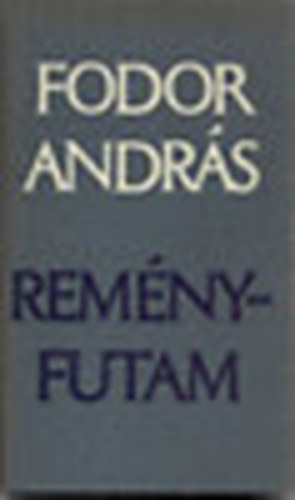 FODOR
ANDRÁS
REMÉNY-
FUTAM